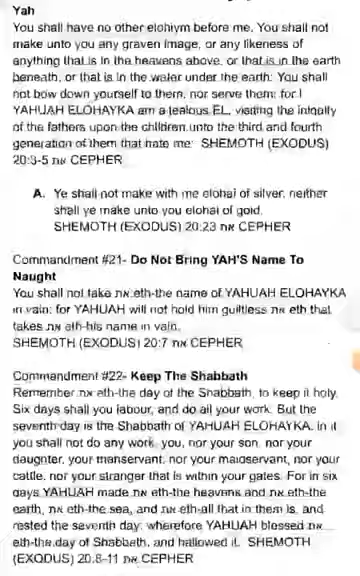 Yah
You shall have no other elohiym before me. You shall not
make unto you any graven image, or any likeness of
anything that is in the heavens above, or that is in the earth
beneath, or that is in the water under the earth: You shall
not bow down yourself to them, nor serve them: for I
YAHUAH ELOHAYKA am a jealous EL, visiting the iniquity
of the fathers upon the children unto the third and fourth
generation of them that hate me; SHEMOTH (EXODUS)
20:3-5 את CEPHER
A. Ye shall not make with me elohai of silver, neither
shall ye make unto you elohai of gold.
SHEMOTH (EXODUS) 20:23 את CEPHER
Commandment #21- Do Not Bring YAH'S Name To
Naught
You shall not take את eth-the name of YAHUAH ELOHAYKA
in vain: for YAHUAH will not hold him guiltless את eth that
takes את eth-his name in vain.
SHEMOTH (EXODUS) 20:7 את CEPHER
Commandment #22- Keep The Shabbath
Remember את eth-the day of the Shabbath, to keep it holy.
Six days shall you labour, and do all your work: But the
seventh day is the Shabbath of YAHUAH ELOHAYKA: in it
you shall not do any work, you, nor your son, nor your
daughter, your manservant, nor your maidservant, nor your
cattle, nor your stranger that is within your gates: For in six
days YAHUAH made את eth-the heavens and את eth-the
earth, את eth-the sea, and את eth-all that in them is, and
rested the seventh day: wherefore YAHUAH blessed את
eth-the day of Shabbath, and hallowed it. SHEMOTH
(EXODUS) 20:8-11 את CEPHER